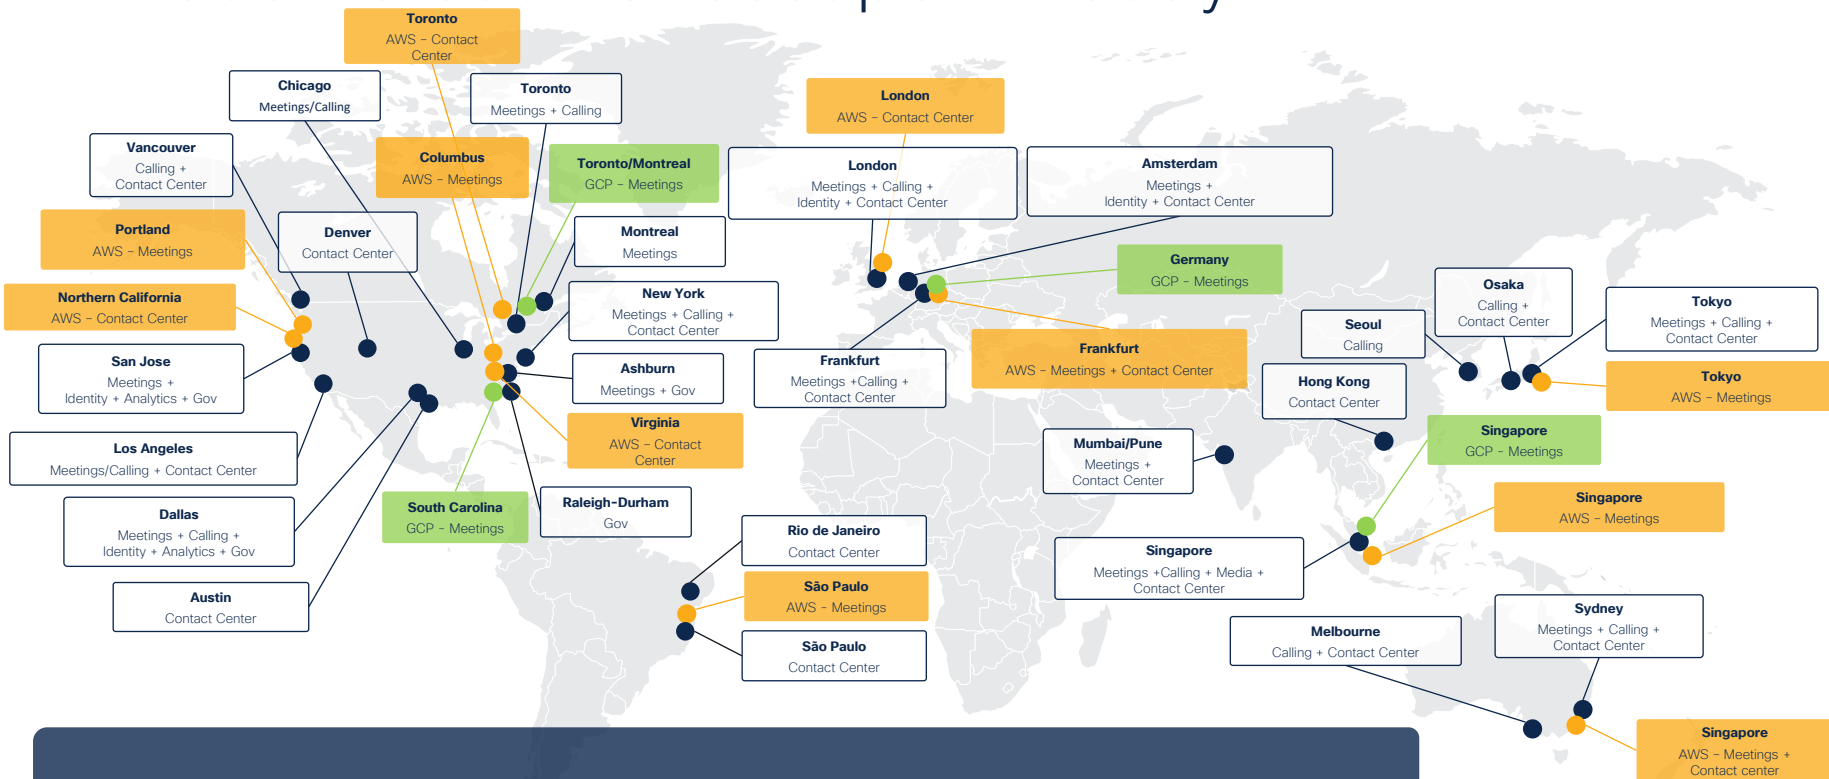 Toronto
AWS - Contact
Center
Chicago
Meetings/Calling
Toronto
Meetings + Calling
London
AWS - Contact Center
Vancouver
Calling +
Contact Center
Columbus
AWS - Meetings
Toronto/Montreal
GCP - Meetings
London
Meetings + Calling +
Identity + Contact Center
Amsterdam
Meetings +
Identity + Contact Center
Portland
AWS - Meetings
Denver
Contact Center
Montreal
Meetings
Germany
GCP - Meetings
Northern California
AWS - Contact Center
New York
Meetings + Calling +
Contact Center
Osaka
Calling +
Contact Center
Tokyo
Meetings + Calling +
Contact Center
Seoul
Calling
San Jose
Meetings +
Identity + Analytics + Gov
Ashburn
Meetings + Gov
Frankfurt
Meetings +Calling +
Contact Center
Frankfurt
AWS - Meetings + Contact Center
Hong Kong
Contact Center
Tokyo
AWS - Meetings
Virginia
AWS - Contact
Center
Los Angeles
Meetings/Calling + Contact Center
Mumbai/Pune
Meetings +
Contact Center
Singapore
GCP - Meetings
Dallas
Meetings + Calling +
Identity + Analytics + Gov
South Carolina
GCP - Meetings
Raleigh-Durham
Gov
Singapore
AWS - Meetings
Rio de Janeiro
Contact Center
Singapore
Meetings +Calling + Media +
Contact Center
Austin
Contact Center
São Paulo
AWS - Meetings
São Paulo
Contact Center
Melbourne
Calling + Contact Center
Sydney
Meetings + Calling +
Contact Center
Singapore
AWS - Meetings +
Contact center